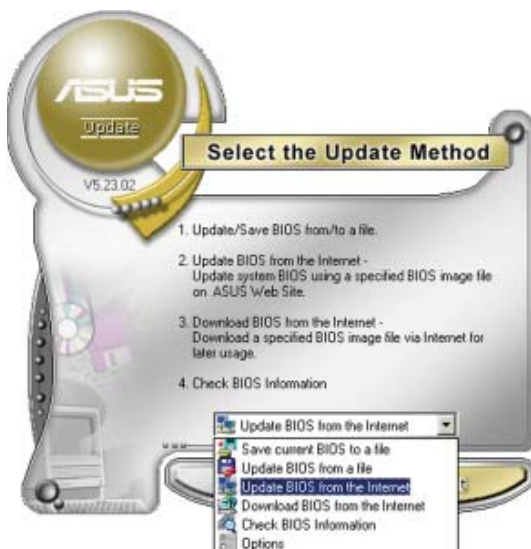 ASUS
Update
V5.23.02
Select the Update Method
1. Update/Save BIOS from/to a file.
2. Update BIOS from the Internet -
Update system BIOS using a specified BIOS image file
on ASUS Web Site.
3. Download BIOS from the Internet -
Download a specified BIOS image file via Internet for
later usage.
4. Check BIOS Information
Update BIOS from the Internet
Save current BIOS to a file
Update BIOS from a file
Update BIOS from the Internet
Download BIOS from the Internet
Check BIOS Information
Options